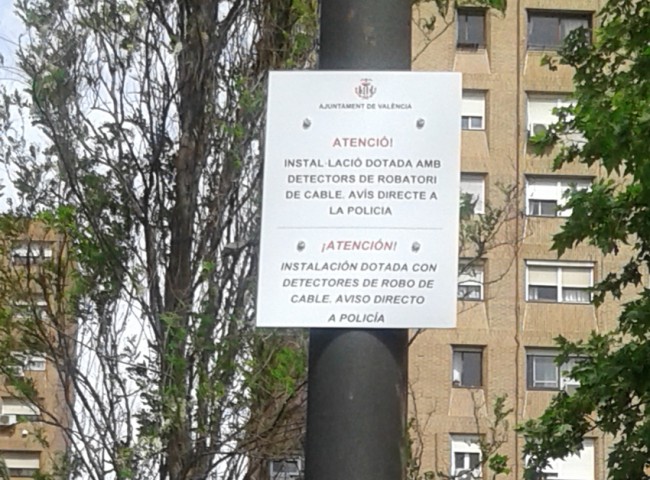 AJUNTAMENT DE VALÈNCIA
ATENCIÓ!
INSTAL·LACIÓ DOTADA AMB
DETECTORS DE ROBATORI
DE CABLE. AVÍS DIRECTE A
LA POLICIA
¡ATENCIÓN!
INSTALACIÓN DOTADA CON
DETECTORES DE ROBO DE
CABLE. AVISO DIRECTO
A POLICÍA